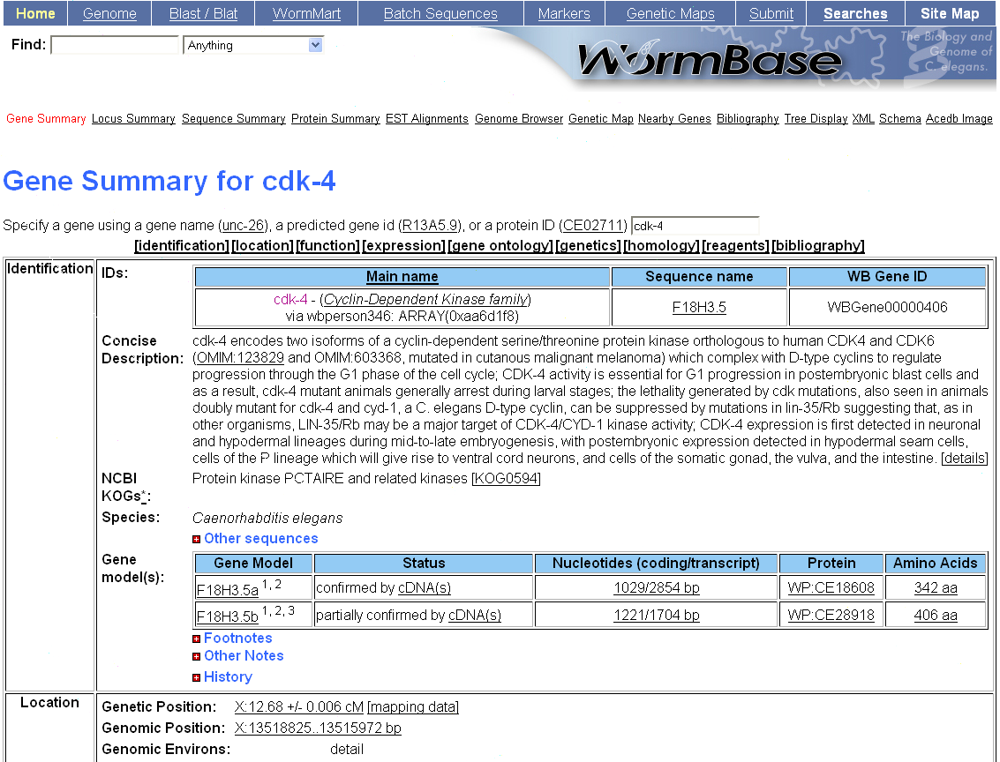 Home Genome Blast / Blat WormMart Batch Sequences Markers Genetic Maps Submit Searches Site Map
Find: Anything
WormBase
The Biology and
Genome of
C. elegans.
Gene Summary Locus Summary Sequence Summary Protein Summary EST Alignments Genome Browser Genetic Map Nearby Genes Bibliography Tree Display XML Schema Acedb Image
Gene Summary for cdk-4
Specify a gene using a gene name (unc-26), a predicted gene id (R13A5.9), or a protein ID (CE02711) cdk-4
[identification][location][function][expression][gene ontology][genetics][homology][reagents][bibliography]
Identification
IDs:
Main name Sequence name WB Gene ID
cdk-4 - (Cyclin-Dependent Kinase family)
via wbperson346: ARRAY(0xaa6d1f8)
F18H3.5 WBGene00000406
Concise
Description:
cdk-4 encodes two isoforms of a cyclin-dependent serine/threonine protein kinase orthologous to human CDK4 and CDK6
(OMIM:123829 and OMIM:603368, mutated in cutanous malignant melanoma) which complex with D-type cyclins to regulate
progression through the G1 phase of the cell cycle; CDK-4 activity is essential for G1 progression in postembryonic blast cells and
as a result, cdk-4 mutant animals generally arrest during larval stages; the lethality generated by cdk mutations, also seen in animals
doubly mutant for cdk-4 and cyd-1, a C. elegans D-type cyclin, can be suppressed by mutations in lin-35/Rb suggesting that, as in
other organisms, LIN-35/Rb may be a major target of CDK-4/CYD-1 kinase activity; CDK-4 expression is first detected in neuronal
and hypodermal lineages during mid-to-late embryogenesis, with postembryonic expression detected in hypodermal seam cells,
cells of the P lineage which will give rise to ventral cord neurons, and cells of the somatic gonad, the vulva, and the intestine. [details]
NCBI
KOGs*:
Protein kinase PCTAIRE and related kinases [KOG0594]
Species: Caenorhabditis elegans
Other sequences
Gene
model(s):
Gene Model Status Nucleotides (coding/transcript) Protein Amino Acids
F18H3.5a 1, 2 confirmed by cDNA(s) 1029/2854 bp WP:CE18608 342 aa
F18H3.5b 1, 2, 3 partially confirmed by cDNA(s) 1221/1704 bp WP:CE28918 406 aa
Footnotes
Other Notes
History
Location
Genetic Position: X:12.68 +/- 0.006 cM [mapping data]
Genomic Position: X:13518825..13515972 bp
Genomic Environs: detail